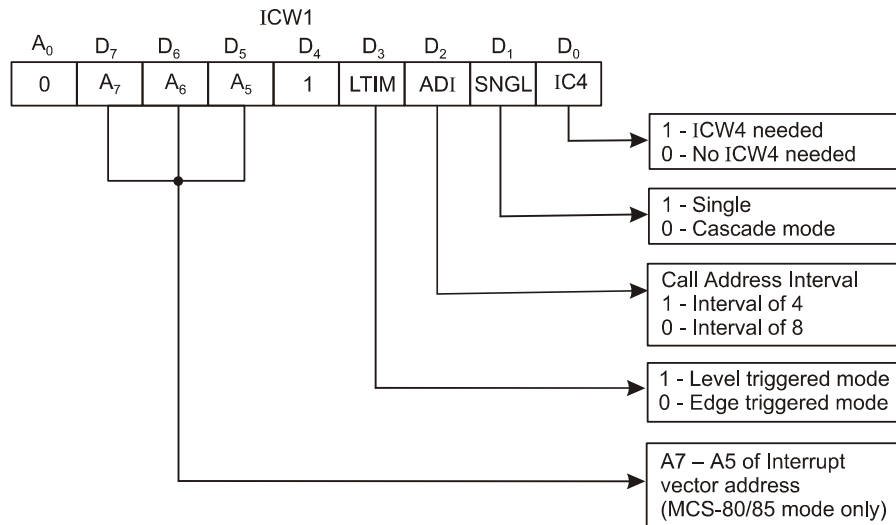 ICW1
A₀ D₇ D₆ D₅ D₄ D₃ D₂ D₁ D₀
0 A₇ A₆ A₅ 1 LTIM ADI SNGL IC4
1 - ICW4 needed
0 - No ICW4 needed
1 - Single
0 - Cascade mode
Call Address Interval
1 - Interval of 4
0 - Interval of 8
1 - Level triggered mode
0 - Edge triggered mode
A7 – A5 of Interrupt
vector address
(MCS-80/85 mode only)